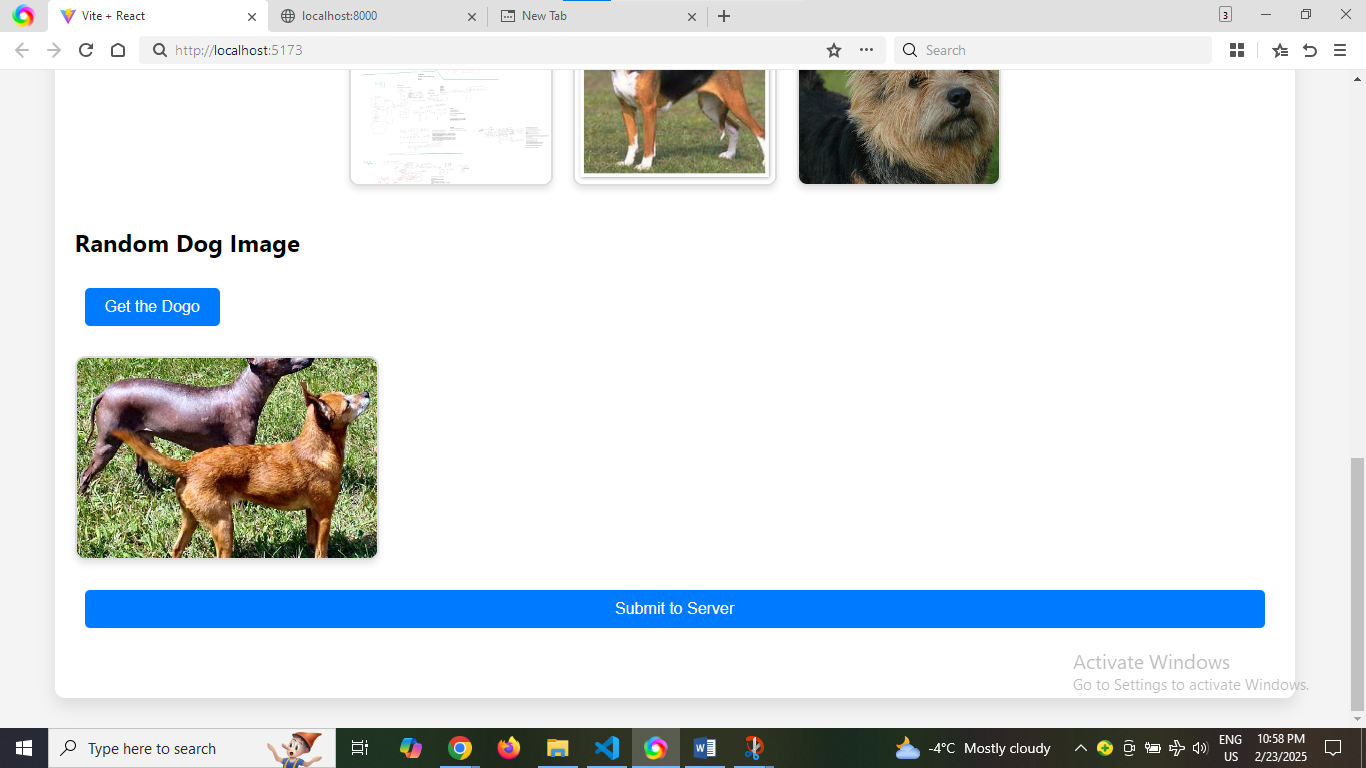 Vite + React
localhost:8000
New Tab
3
http://localhost:5173
Search
Random Dog Image
Get the Dogo
Submit to Server
Activate Windows
Go to Settings to activate Windows.
Type here to search
-4°C Mostly cloudy
ENG
US
10:58 PM
2/23/2025